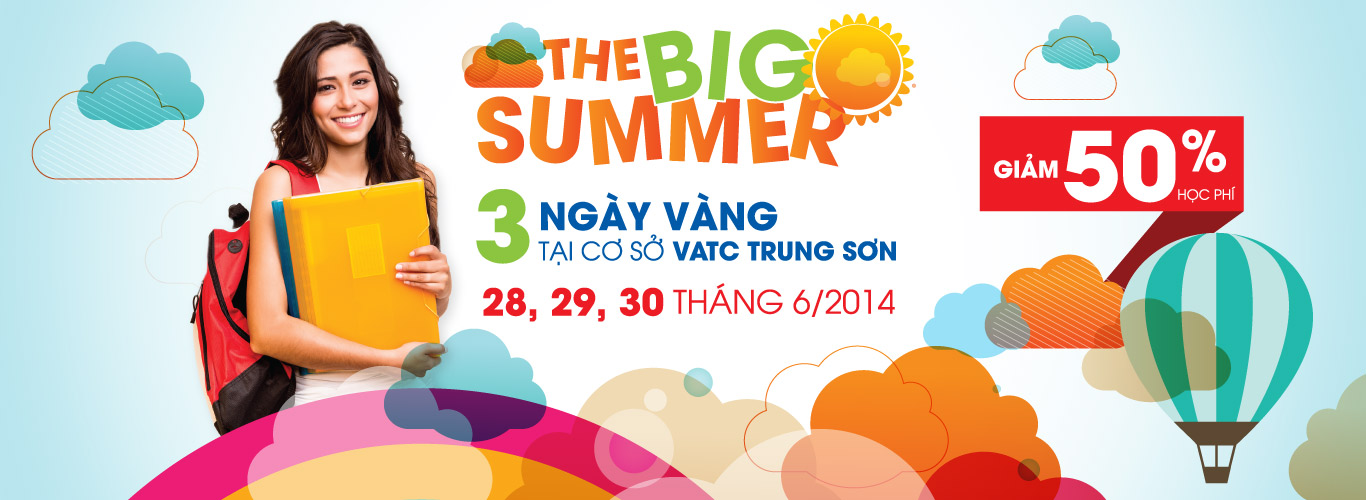 THE BIG
SUMMER
3 NGÀY VÀNG
TẠI CƠ SỞ VATC TRUNG SƠN
28, 29, 30 THÁNG 6/2014
GIẢM 50%
HỌC PHÍ